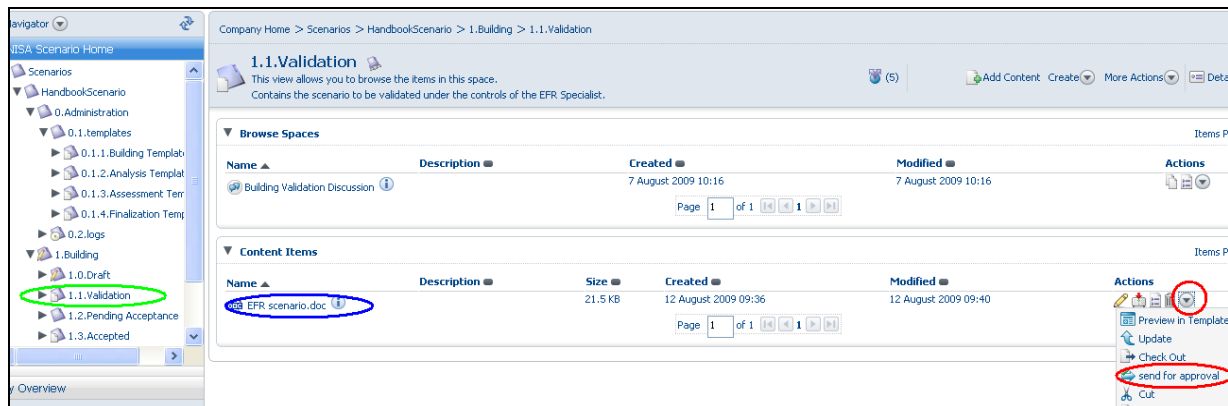 avigator
NISA Scenario Home
Scenarios
HandbookScenario
0.Administration
0.1.templates
0.1.1.Building Templat
0.1.2.Analysis Templat
0.1.3.Assessment Tem
0.1.4.Finalization Temp
0.2.logs
1.Building
1.0.Draft
1.1.Validation
1.2.Pending Acceptance
1.3.Accepted
y Overview
Company Home > Scenarios > HandbookScenario > 1.Building > 1.1.Validation
1.1.Validation
This view allows you to browse the items in this space.
Contains the scenario to be validated under the controls of the EFR Specialist.
(5) Add Content Create More Actions Deta
Browse Spaces Items P
Name Description Created Modified Actions
Building Validation Discussion 7 August 2009 10:16 7 August 2009 10:16
Page 1 of 1 1
Content Items Items P
Name Description Size Created Modified Actions
EFR scenario.doc 21.5 KB 12 August 2009 09:36 12 August 2009 09:40
Page 1 of 1 1
Preview in Template
Update
Check Out
send for approval
Cut